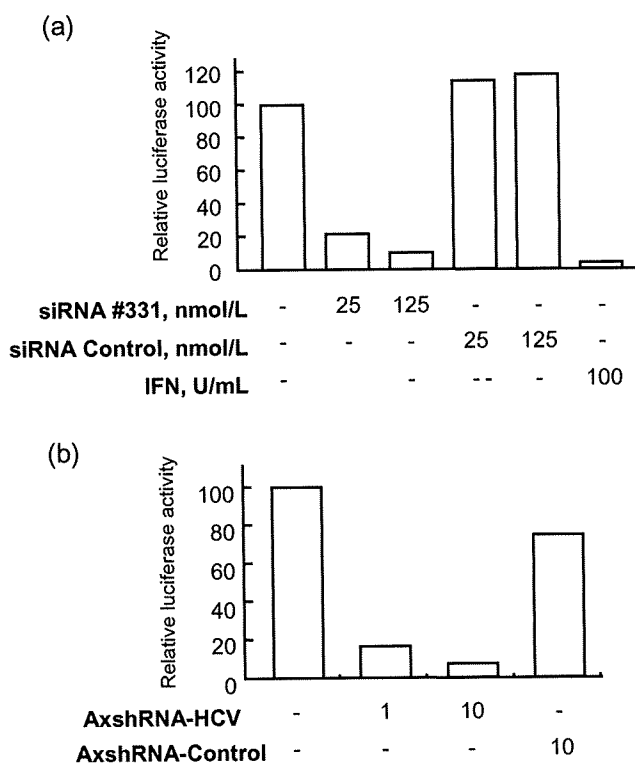 (a)
Relative luciferase activity
120
100
80
60
40
20
0
siRNA #331, nmol/L - 25 125 - - -
siRNA Control, nmol/L - - - 25 125 -
IFN, U/mL - - -- - 100
(b)
Relative luciferase activity
100
80
60
40
20
0
AxshRNA-HCV - 1 10 -
AxshRNA-Control - - - 10